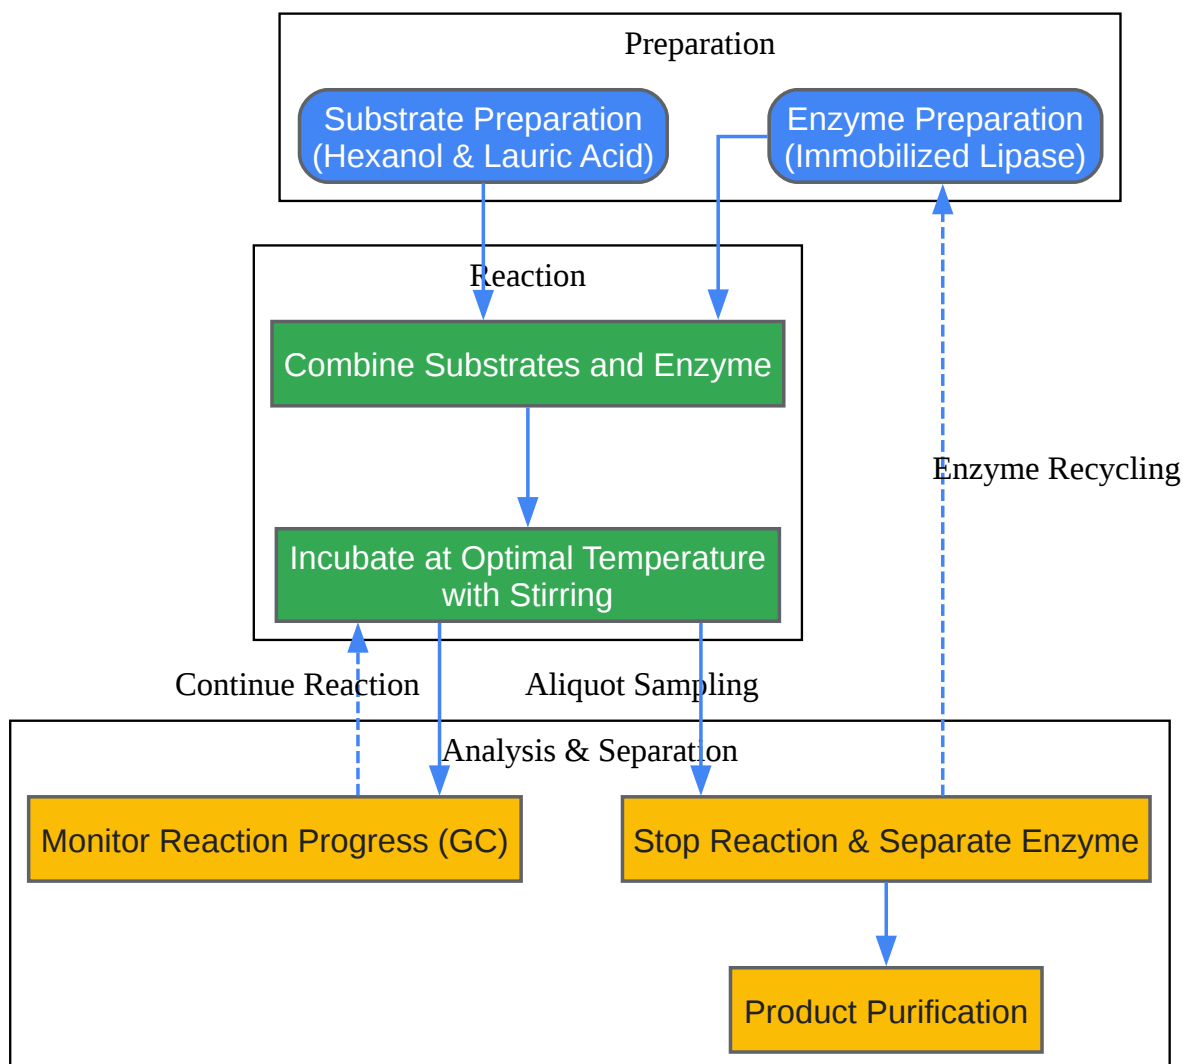 Preparation
Substrate Preparation
(Hexanol & Lauric Acid)
Enzyme Preparation
(Immobilized Lipase)
Reaction
Combine Substrates and Enzyme
Enzyme Recycling
Incubate at Optimal Temperature
with Stirring
Continue Reaction
Aliquot Sampling
Analysis & Separation
Monitor Reaction Progress (GC)
Stop Reaction & Separate Enzyme
Product Purification